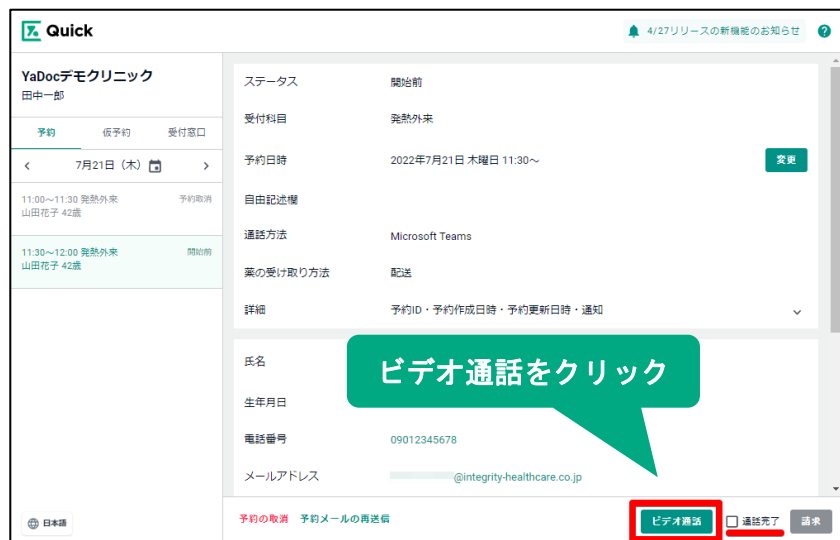 Quick
4/27リリースの新機能のお知らせ
YaDocデモクリニック
田中一郎
予約 仮予約 受付窓口
7月21日（木）
11:00～11:30 発熱外来 予約取消
山田花子 42歳
11:30～12:00 発熱外来 開始前
山田花子 42歳
日本語
ステータス 開始前
受付科目 発熱外来
予約日時 2022年7月21日 木曜日 11:30～ 変更
自由記述欄
通話方法 Microsoft Teams
薬の受け取り方法 配送
詳細 予約ID・予約作成日時・予約更新日時・通知
氏名
ビデオ通話をクリック
生年月日
電話番号 09012345678
メールアドレス @integrity-healthcare.co.jp
予約の取消 予約メールの再送信 ビデオ通話 通話完了 請求